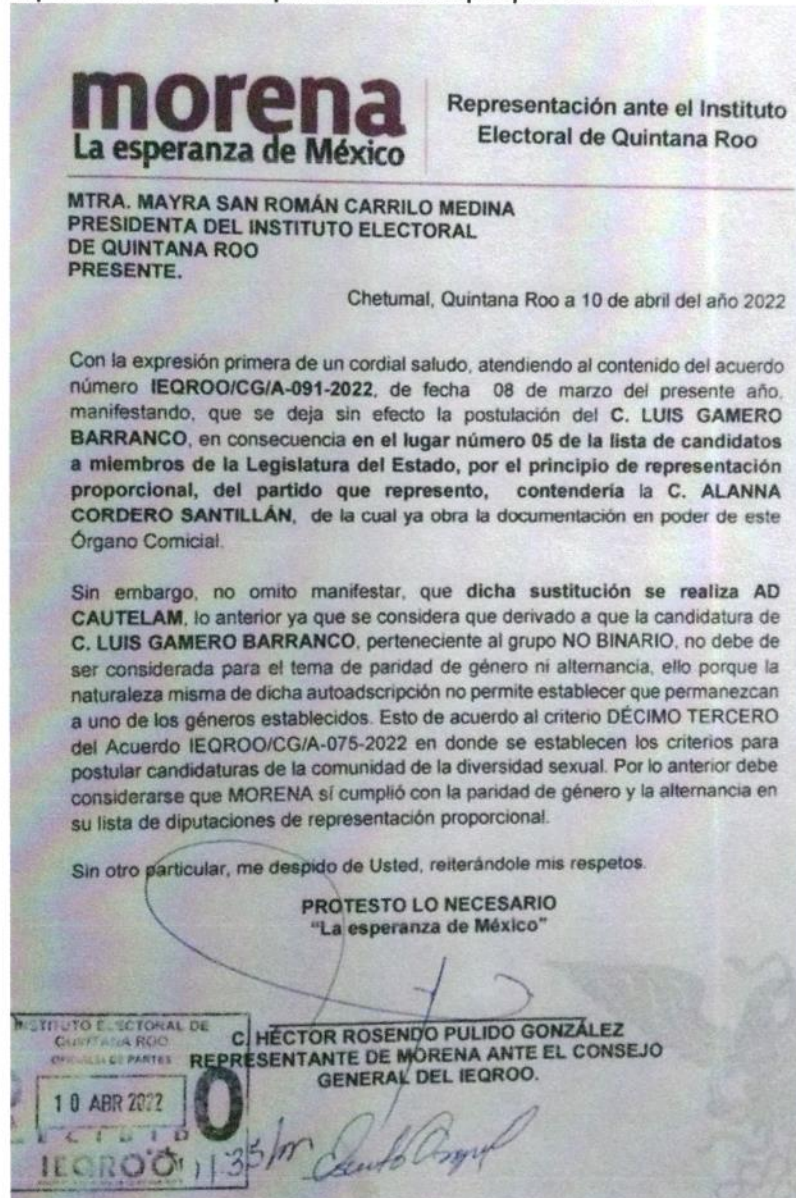 morena
La esperanza de México
Representación ante el Instituto
Electoral de Quintana Roo
MTRA. MAYRA SAN ROMÁN CARRILO MEDINA
PRESIDENTA DEL INSTITUTO ELECTORAL
DE QUINTANA ROO
PRESENTE.
Chetumal, Quintana Roo a 10 de abril del año 2022
Con la expresión primera de un cordial saludo, atendiendo al contenido del acuerdo
número IEQROO/CG/A-091-2022, de fecha 08 de marzo del presente año,
manifestando, que se deja sin efecto la postulación del C. LUIS GAMERO
BARRANCO, en consecuencia en el lugar número 05 de la lista de candidatos
a miembros de la Legislatura del Estado, por el principio de representación
proporcional, del partido que represento, contendería la C. ALANNA
CORDERO SANTILLÁN, de la cual ya obra la documentación en poder de este
Órgano Comicial.
Sin embargo, no omito manifestar, que dicha sustitución se realiza AD
CAUTELAM, lo anterior ya que se considera que derivado a que la candidatura de
C. LUIS GAMERO BARRANCO, perteneciente al grupo NO BINARIO, no debe de
ser considerada para el tema de paridad de género ni alternancia, ello porque la
naturaleza misma de dicha autoadscripción no permite establecer que permanezcan
a uno de los géneros establecidos. Esto de acuerdo al criterio DÉCIMO TERCERO
del Acuerdo IEQROO/CG/A-075-2022 en donde se establecen los criterios para
postular candidaturas de la comunidad de la diversidad sexual. Por lo anterior debe
considerarse que MORENA sí cumplió con la paridad de género y la alternancia en
su lista de diputaciones de representación proporcional.
Sin otro particular, me despido de Usted, reiterándole mis respetos.
PROTESTO LO NECESARIO
"La esperanza de México"
C. HÉCTOR ROSENDO PULIDO GONZÁLEZ
REPRESENTANTE DE MORENA ANTE EL CONSEJO
GENERAL DEL IEQROO.
INSTITUTO ELECTORAL DE
QUINTANA ROO
OFICIALIA DE PARTES
10 ABR 2022
IEQROO